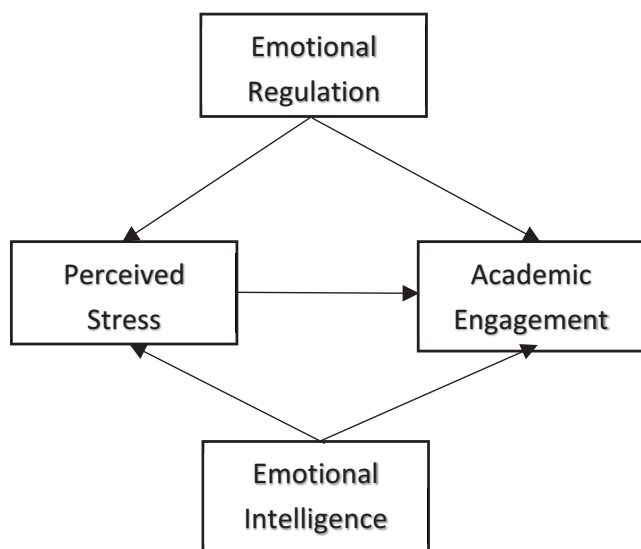 Emotional
Regulation
Perceived
Stress
Academic
Engagement
Emotional
Intelligence